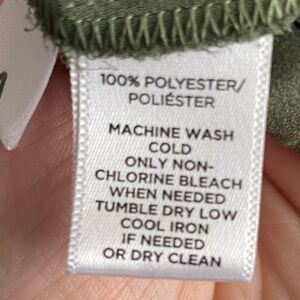 100% POLYESTER/
POLIÉSTER
MACHINE WASH
COLD
ONLY NON-
CHLORINE BLEACH
WHEN NEEDED
TUMBLE DRY LOW
COOL IRON
IF NEEDED
OR DRY CLEAN